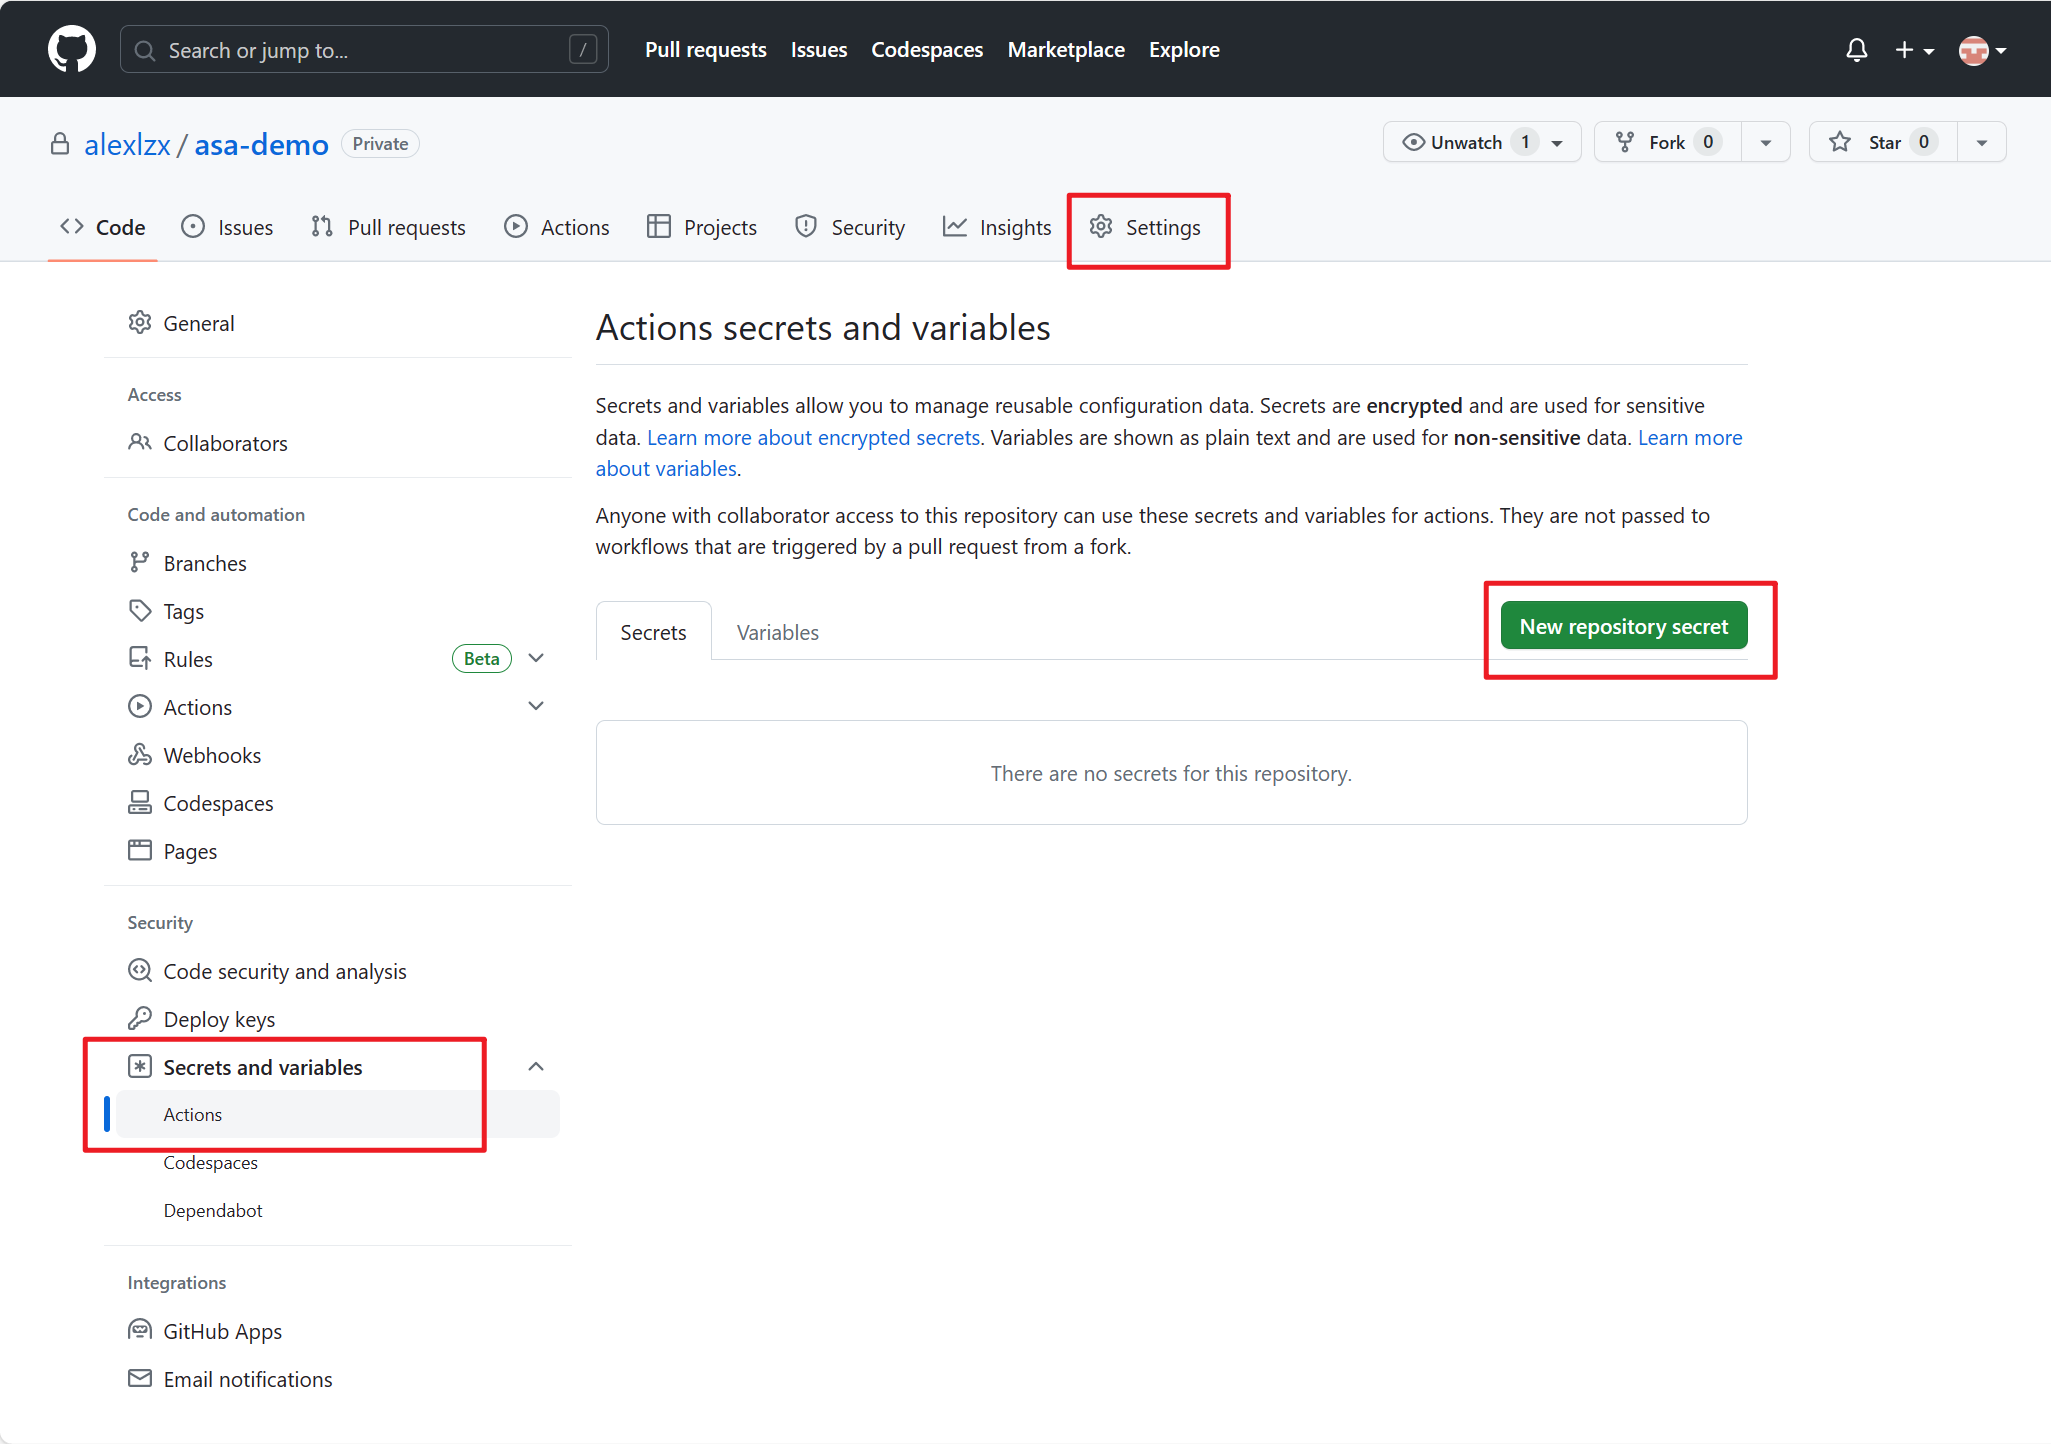 Search or jump to... /
Pull requests Issues Codespaces Marketplace Explore
alexlzx / asa-demo Private
Unwatch 1 Fork 0 Star 0
Code Issues Pull requests Actions Projects Security Insights Settings
General
Access
Collaborators
Code and automation
Branches
Tags
Rules Beta
Actions
Webhooks
Codespaces
Pages
Security
Code security and analysis
Deploy keys
Secrets and variables
Actions
Codespaces
Dependabot
Integrations
GitHub Apps
Email notifications
Actions secrets and variables
Secrets and variables allow you to manage reusable configuration data. Secrets are encrypted and are used for sensitive
data. Learn more about encrypted secrets. Variables are shown as plain text and are used for non-sensitive data. Learn more
about variables.
Anyone with collaborator access to this repository can use these secrets and variables for actions. They are not passed to
workflows that are triggered by a pull request from a fork.
Secrets Variables New repository secret
There are no secrets for this repository.